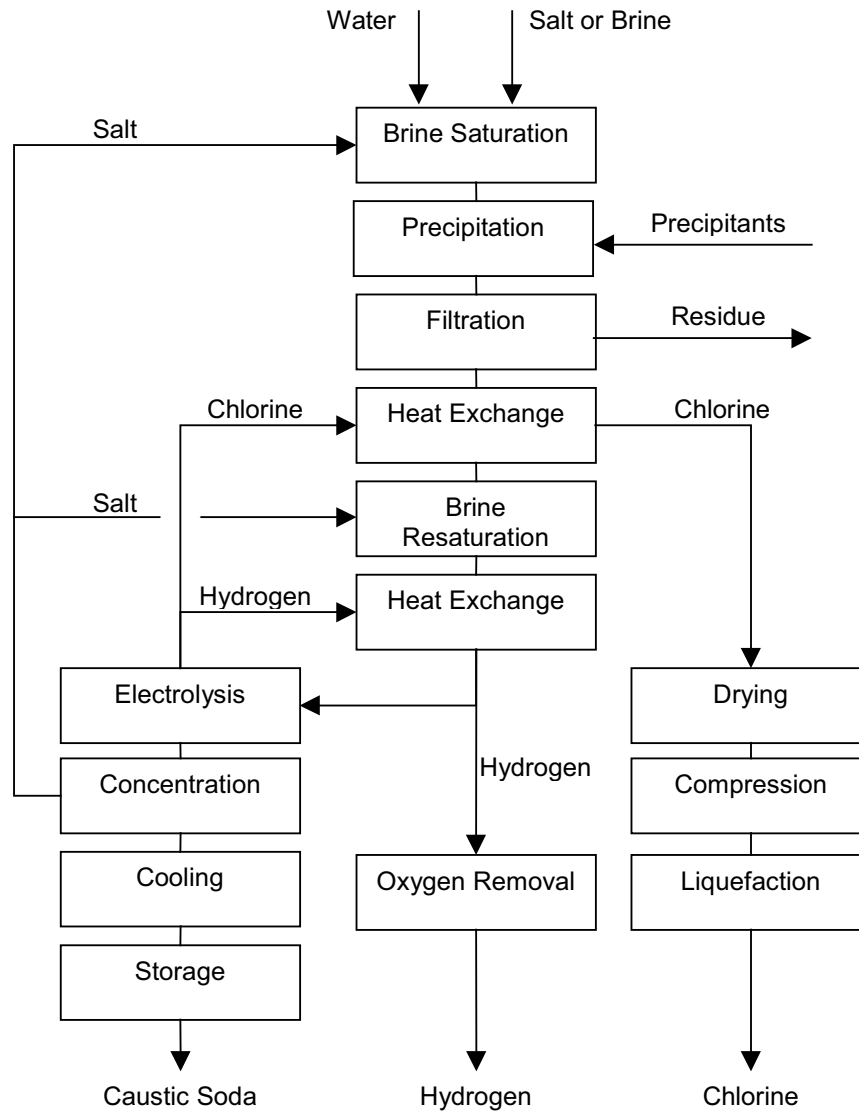 Water
Salt or Brine
Salt
Brine Saturation
Precipitation
Precipitants
Filtration
Residue
Chlorine
Heat Exchange
Chlorine
Salt
Brine
Resaturation
Hydrogen
Heat Exchange
Electrolysis
Drying
Hydrogen
Concentration
Compression
Cooling
Oxygen Removal
Liquefaction
Storage
Caustic Soda
Hydrogen
Chlorine